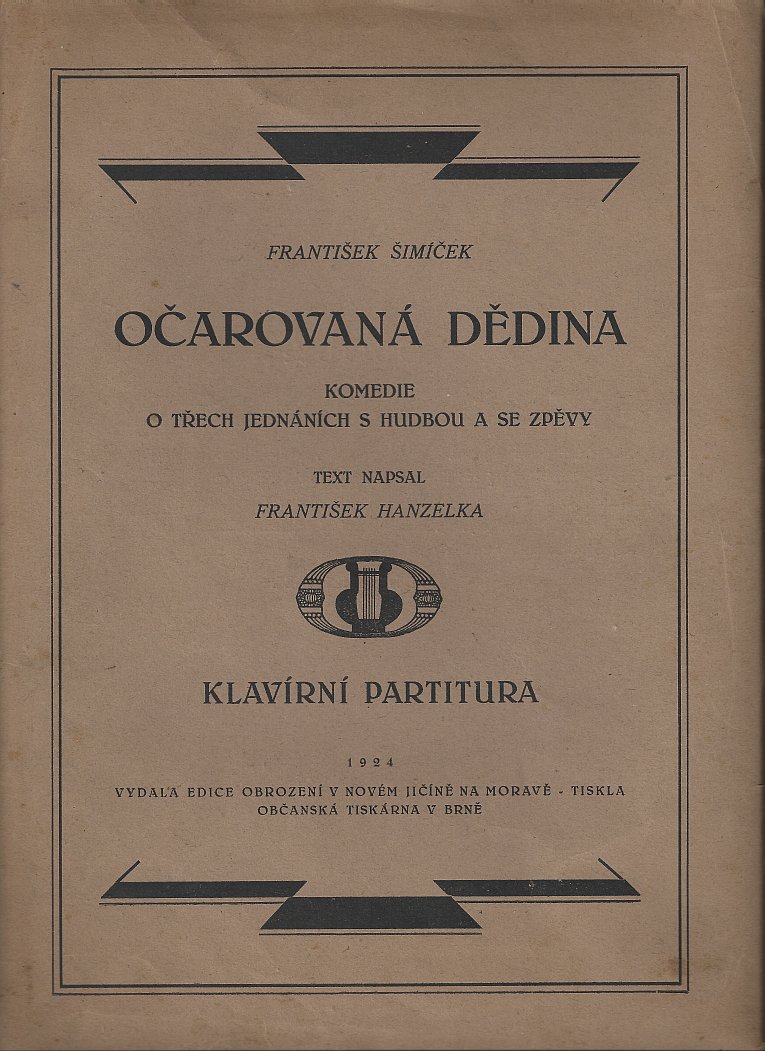 FRANTIŠEK ŠIMÍČEK
OČAROVANÁ DĚDINA
KOMEDIE
O TŘECH JEDNÁNÍCH S HUDBOU A SE ZPĚVY
TEXT NAPSAL
FRANTIŠEK HANZELKA
KLAVÍRNÍ PARTITURA
1924
VYDALA EDICE OBROZENÍ V NOVÉM JIČÍNĚ NA MORAVĚ - TISKLA
OBČANSKÁ TISKÁRNA V BRNĚ